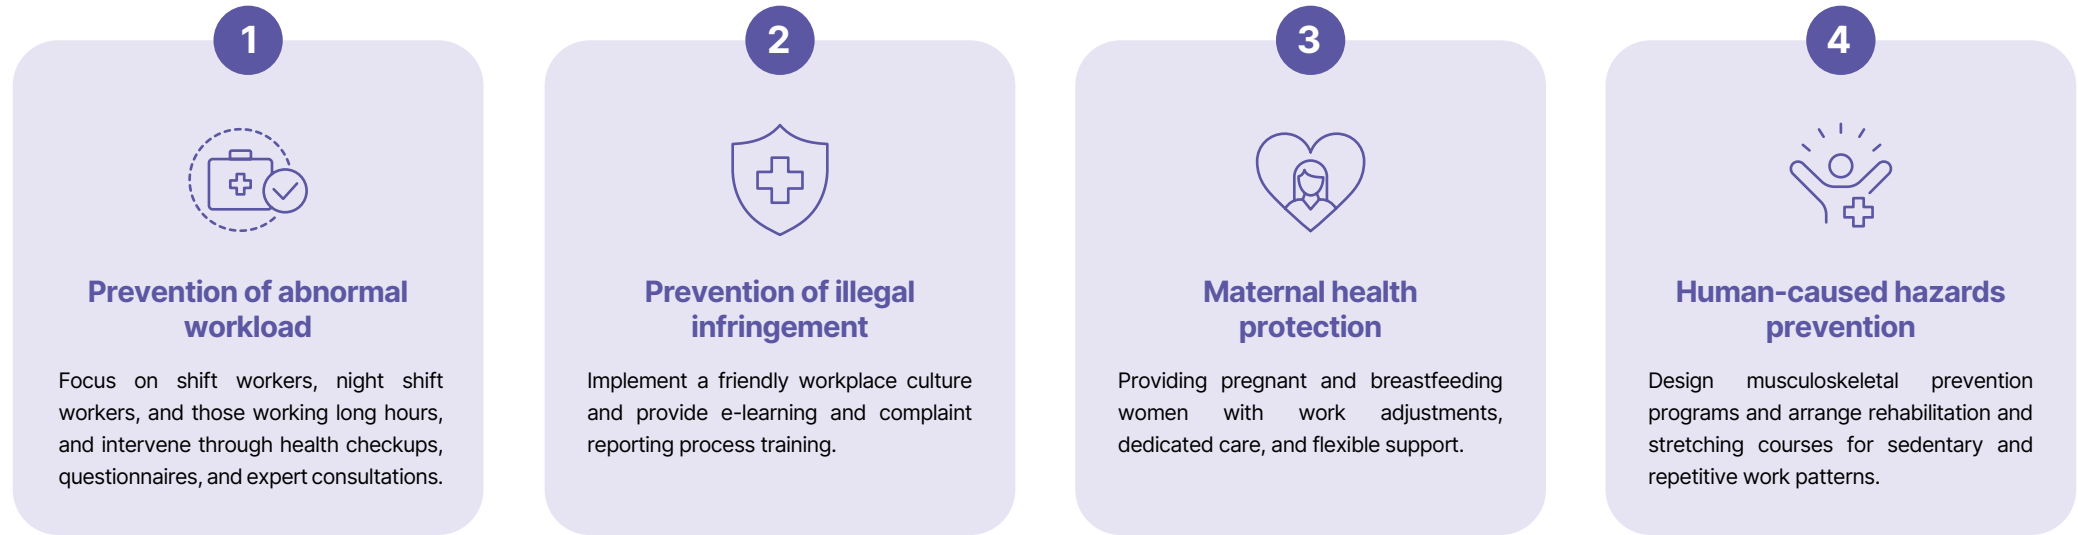 1
Prevention of abnormal
workload
Focus on shift workers, night shift
workers, and those working long hours,
and intervene through health checkups,
questionnaires, and expert consultations.
2
Prevention of illegal
infringement
Implement a friendly workplace culture
and provide e-learning and complaint
reporting process training.
3
Maternal health
protection
Providing pregnant and breastfeeding
women with work adjustments,
dedicated care, and flexible support.
4
Human-caused hazards
prevention
Design musculoskeletal prevention
programs and arrange rehabilitation and
stretching courses for sedentary and
repetitive work patterns.